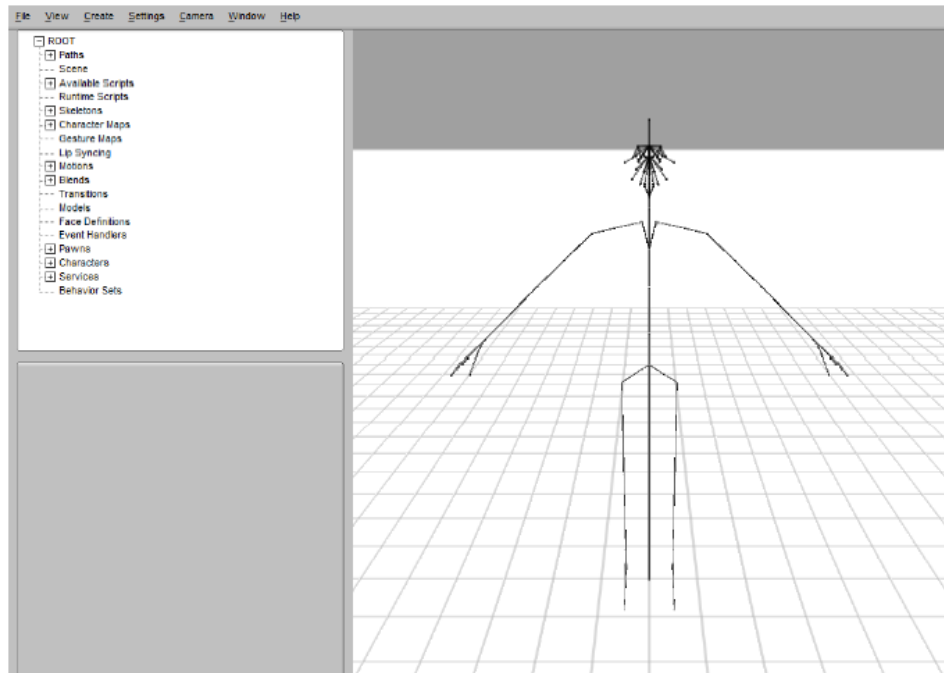 File View Create Settings Camera Window Help
ROOT
Paths
Scene
Available Scripts
Runtime Scripts
Skeletons
Character Maps
Gesture Maps
Lip Syncing
Motions
Blends
Transitions
Models
Face Definitions
Event Handlers
Pawns
Characters
Services
Behavior Sets